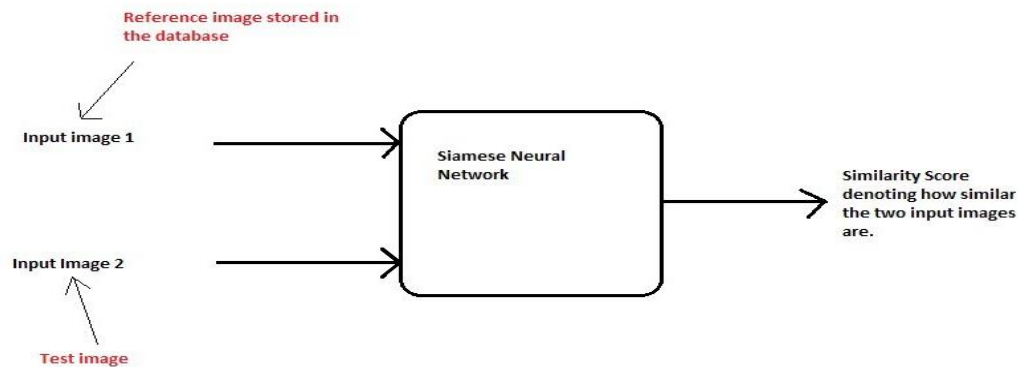 Reference image stored in
the database
Input image 1
Siamese Neural
Network
Similarity Score
denoting how similar
the two input images
are.
Input Image 2
Test image